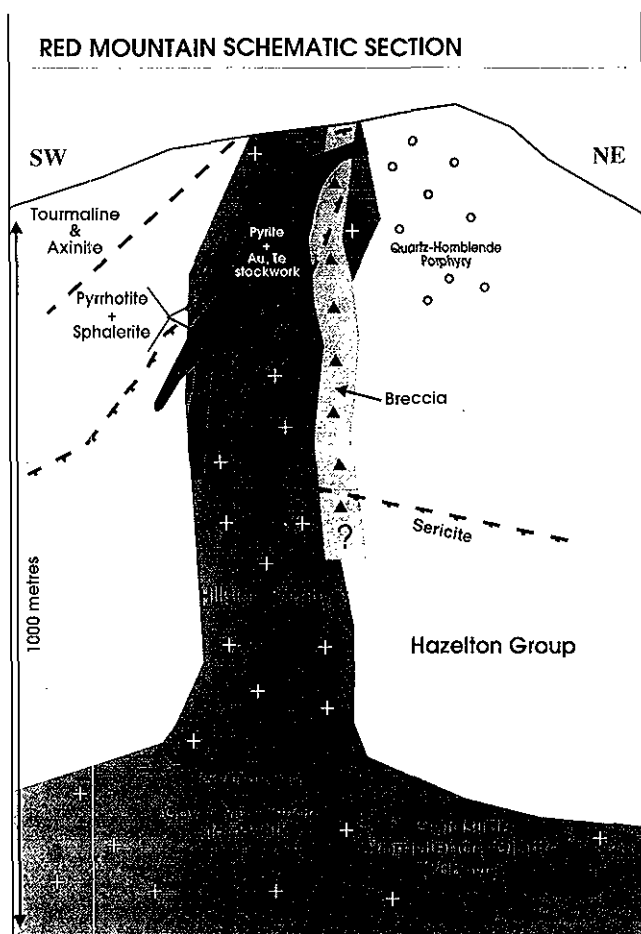 RED MOUNTAIN SCHEMATIC SECTION
SW
NE
Tourmaline
&
Axinite
Pyrite
+
Au, Te
stockwork
Quartz-Hornblende
Porphyry
Pyrrhotite
+
Sphalerite
Breccia
Sericite
?
1000 metres
Hazelton Group